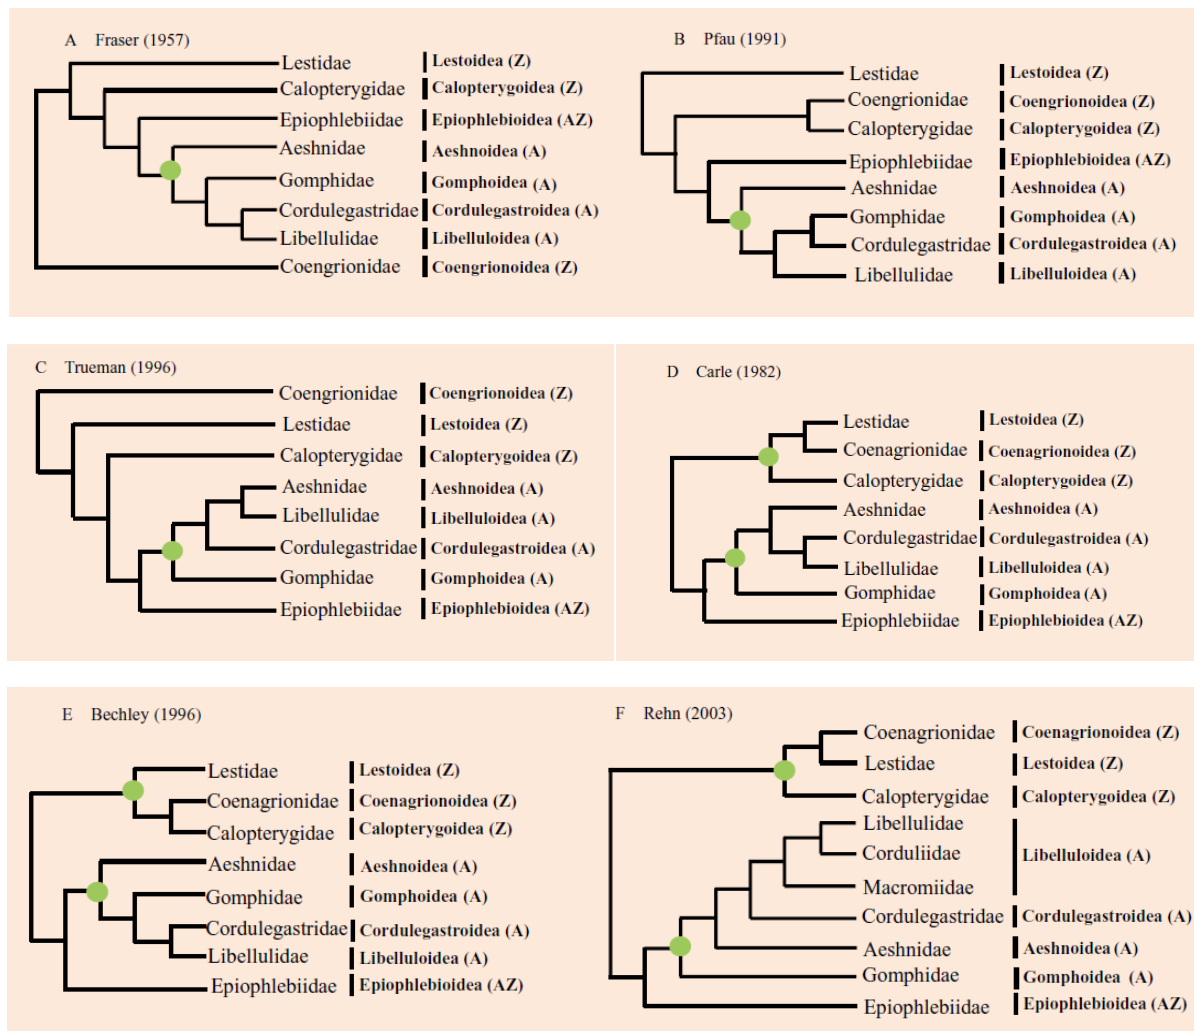 A Fraser (1957)
Lestidae Lestoidea (Z)
Calopterygidae Calopterygoidea (Z)
Epiophlebiidae Epiophlebioidea (AZ)
Aeshnidae Aeshnoidea (A)
Gomphidae Gomphoidea (A)
Cordulegastridae Cordulegastroidea (A)
Libellulidae Libelluloidea (A)
Coengrionidae Coengrionoidea (Z)
B Pfau (1991)
Lestidae Lestoidea (Z)
Coengrionidae Coengrionoidea (Z)
Calopterygidae Calopterygoidea (Z)
Epiophlebiidae Epiophlebioidea (AZ)
Aeshnidae Aeshnoidea (A)
Gomphidae Gomphoidea (A)
Cordulegastridae Cordulegastroidea (A)
Libellulidae Libelluloidea (A)
C Trueman (1996)
Coengrionidae Coengrionoidea (Z)
Lestidae Lestoidea (Z)
Calopterygidae Calopterygoidea (Z)
Aeshnidae Aeshnoidea (A)
Libellulidae Libelluloidea (A)
Cordulegastridae Cordulegastroidea (A)
Gomphidae Gomphoidea (A)
Epiophlebiidae Epiophlebioidea (AZ)
D Carle (1982)
Lestidae Lestoidea (Z)
Coenagrionidae Coenagrionoidea (Z)
Calopterygidae Calopterygoidea (Z)
Aeshnidae Aeshnoidea (A)
Cordulegastridae Cordulegastroidea (A)
Libellulidae Libelluloidea (A)
Gomphidae Gomphoidea (A)
Epiophlebiidae Epiophlebioidea (AZ)
E Bechley (1996)
Lestidae Lestoidea (Z)
Coenagrionidae Coenagrionoidea (Z)
Calopterygidae Calopterygoidea (Z)
Aeshnidae Aeshnoidea (A)
Gomphidae Gomphoidea (A)
Cordulegastridae Cordulegastroidea (A)
Libellulidae Libelluloidea (A)
Epiophlebiidae Epiophlebioidea (AZ)
F Rehn (2003)
Coenagrionidae Coenagrionoidea (Z)
Lestidae Lestoidea (Z)
Calopterygidae Calopterygoidea (Z)
Libellulidae
Corduliidae Libelluloidea (A)
Macromiidae
Cordulegastridae Cordulegastroidea (A)
Aeshnidae Aeshnoidea (A)
Gomphidae Gomphoidea (A)
Epiophlebiidae Epiophlebioidea (AZ)